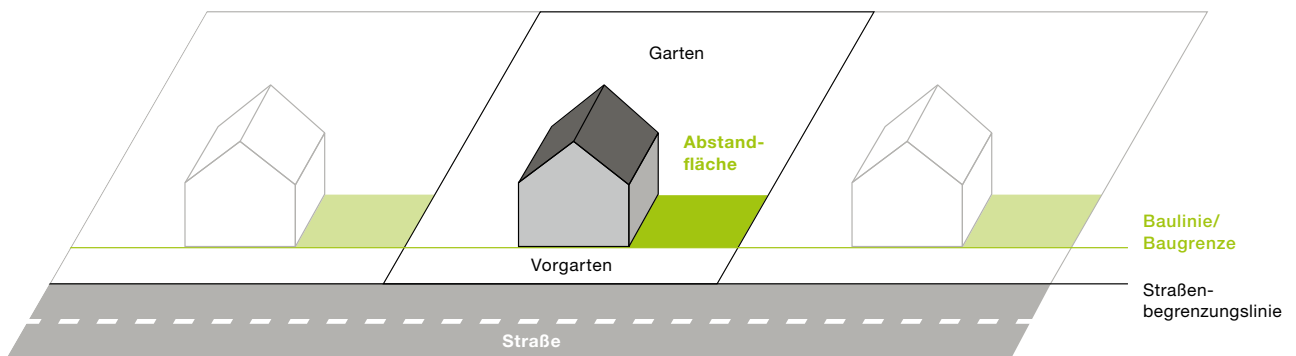 Garten
Abstand-
fläche
Baulinie/
Baugrenze
Vorgarten
Straßen-
begrenzungslinie
Straße